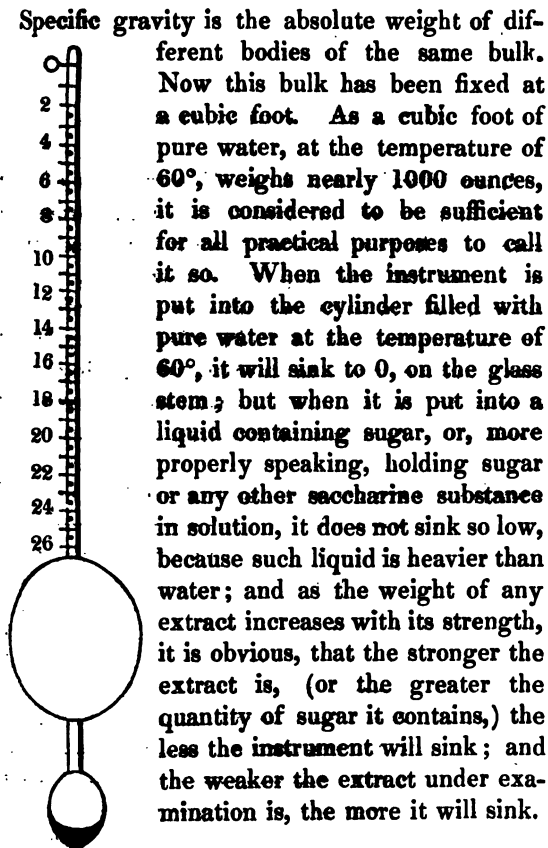 Specific gravity is the absolute weight of dif-
ferent bodies of the same bulk.
Now this bulk has been fixed at
a cubic foot. As a cubic foot of
pure water, at the temperature of
60°, weighs nearly 1000 ounces,
it is considered to be sufficient
for all practical purposes to call
it so. When the instrument is
put into the cylinder filled with
pure water at the temperature of
60°, it will sink to 0, on the glass
stem; but when it is put into a
liquid containing sugar, or, more
properly speaking, holding sugar
or any other saccharine substance
in solution, it does not sink so low,
because such liquid is heavier than
water; and as the weight of any
extract increases with its strength,
it is obvious, that the stronger the
extract is, (or the greater the
quantity of sugar it contains,) the
less the instrument will sink; and
the weaker the extract under exa-
mination is, the more it will sink.
0
2
4
6
8
10
12
14
16
18
20
22
24
26